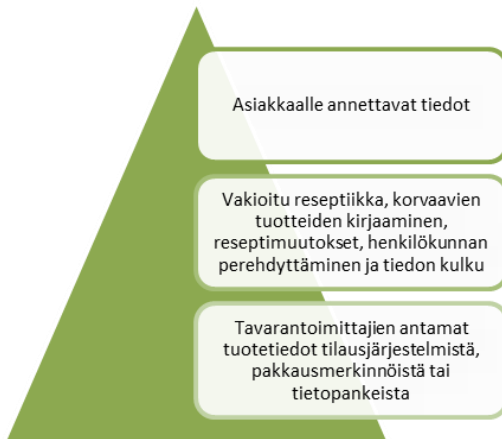 Asiakkaalle annettavat tiedot
Vakioitu reseptiikka, korvaavien
tuotteiden kirjaaminen,
reseptimuutokset, henkilökunnan
perehdyttäminen ja tiedon kulku
Tavarantoimittajien antamat
tuotetiedot tilausjärjestelmistä,
pakkausmerkinnöistä tai
tietopankeista